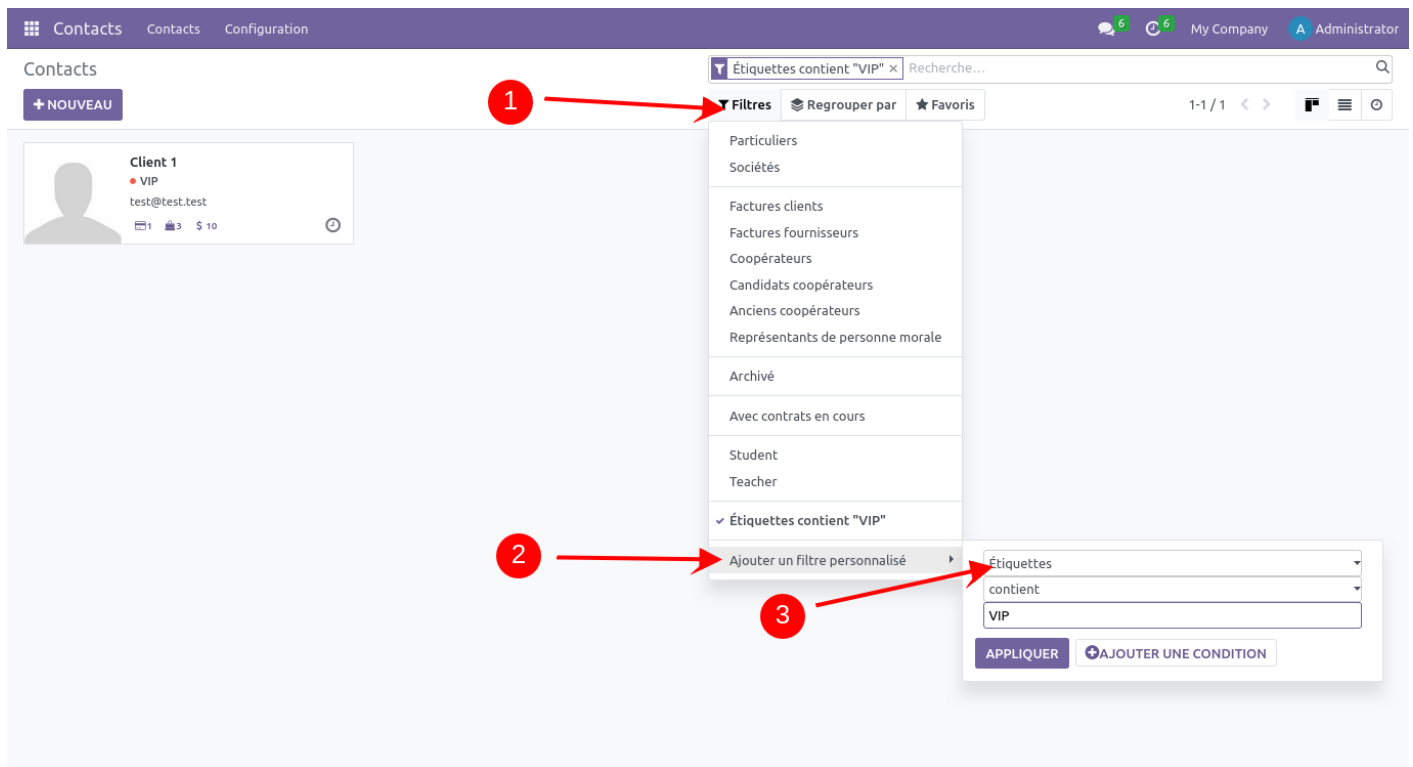 Contacts Contacts Configuration 6 6 My Company A Administrator
Contacts
Étiquettes contient "VIP" × Recherche...
+ NOUVEAU
1
Filtres Regrouper par Favoris
1-1 / 1
Client 1
VIP
test@test.test
1 3 $ 10
Particuliers
Sociétés
Factures clients
Factures fournisseurs
Coopérateurs
Candidats coopérateurs
Anciens coopérateurs
Représentants de personne morale
Archivé
Avec contrats en cours
Student
Teacher
Étiquettes contient "VIP"
2
Ajouter un filtre personnalisé
3
Étiquettes
contient
VIP
APPLIQUER AJOUTER UNE CONDITION